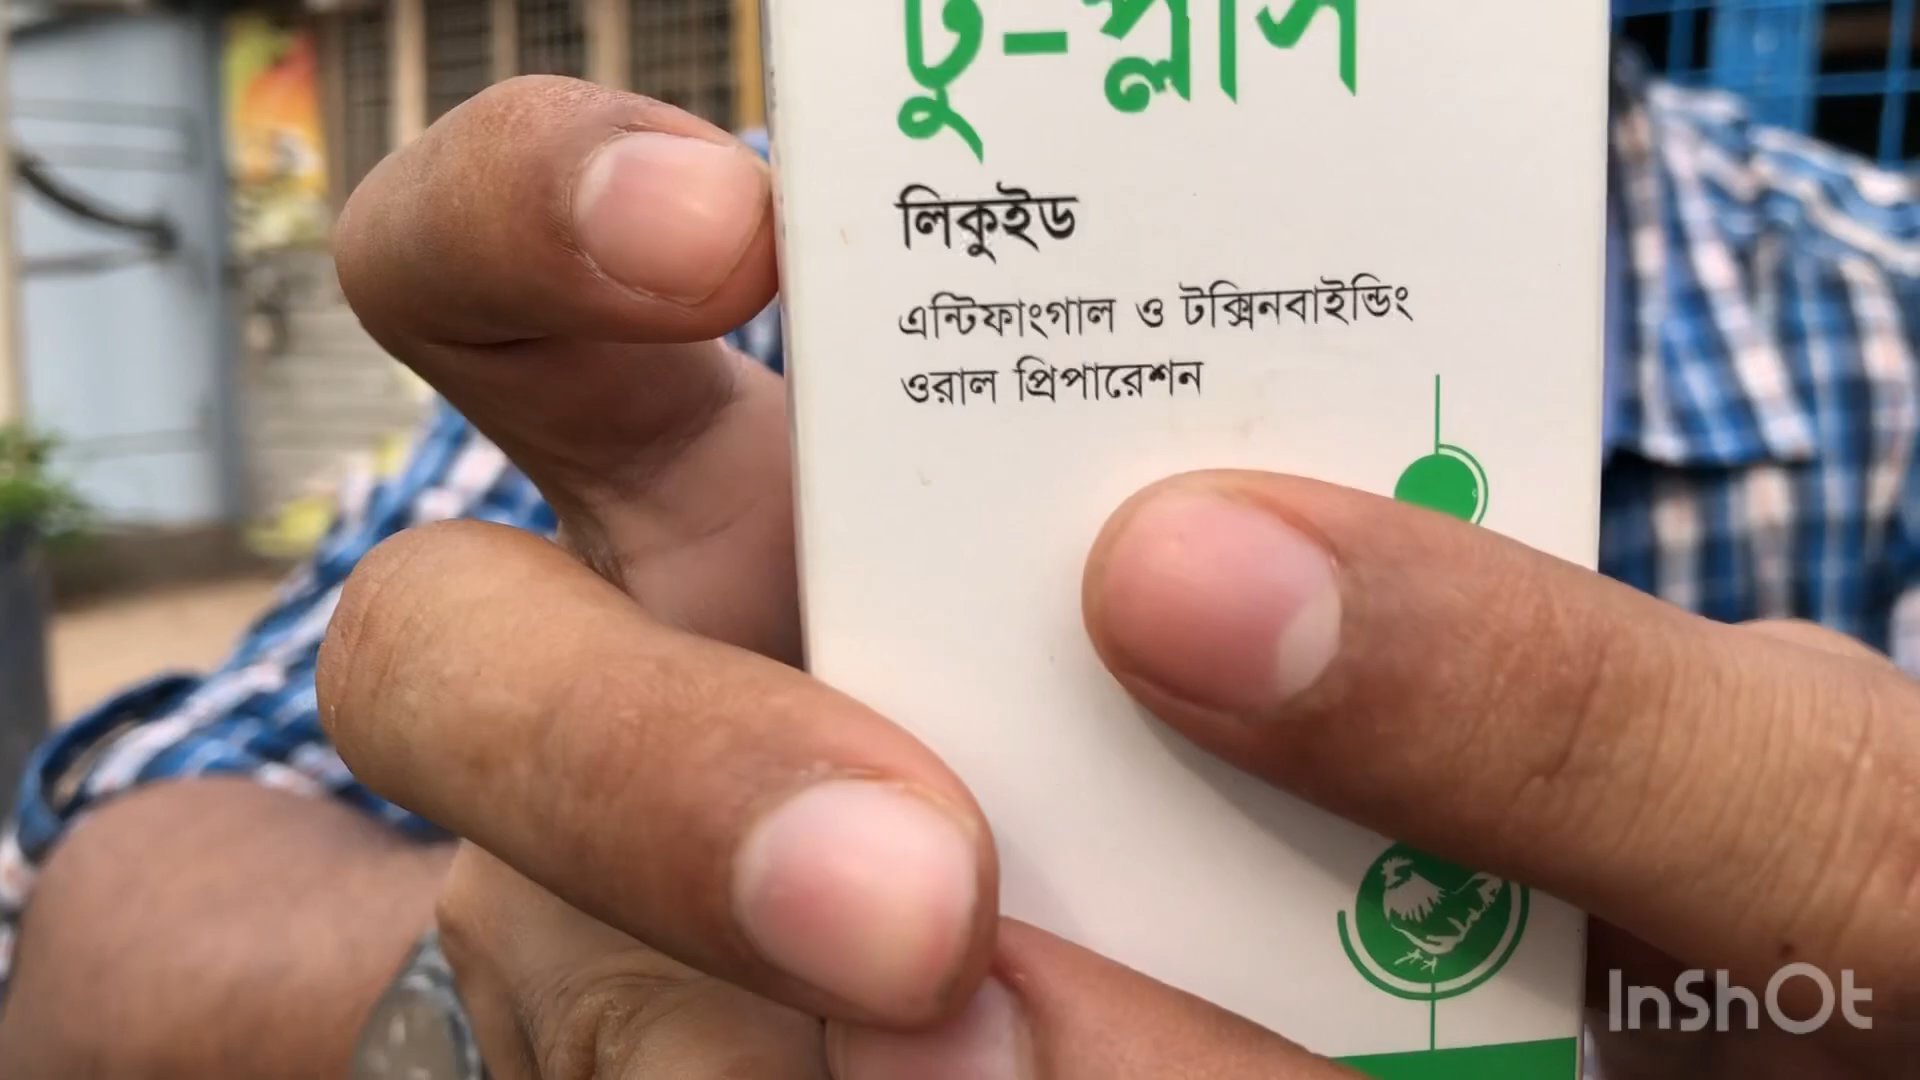 টু-প্লাস
লিকুইড
এন্টিফাংগাল ও টক্সিনবাইন্ডিং
ওরাল প্রিপারেশন
InShOt